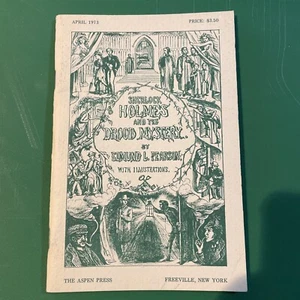 APRIL 1973
PRICE: $3.50
SHERLOCK
HOLMES
AND THE
DROOD MYSTERY
BY
EDMUND L. PEARSON
WITH ILLUSTRATIONS.
THE ASPEN PRESS
FREEVILLE, NEW YORK